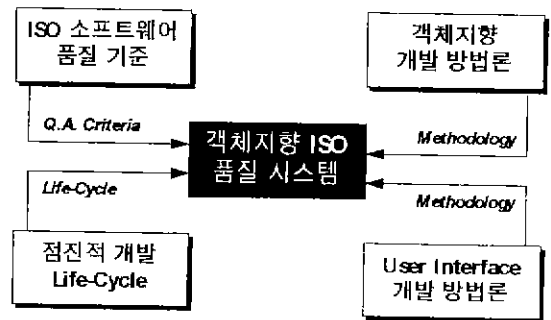 ISO 소프트웨어
품질 기준
객체지향
개발 방법론
Q.A. Criteria
Methodology
객체지향 ISO
품질 시스템
Life-Cycle
Methodology
점진적 개발
Life-Cycle
User Interface
개발 방법론